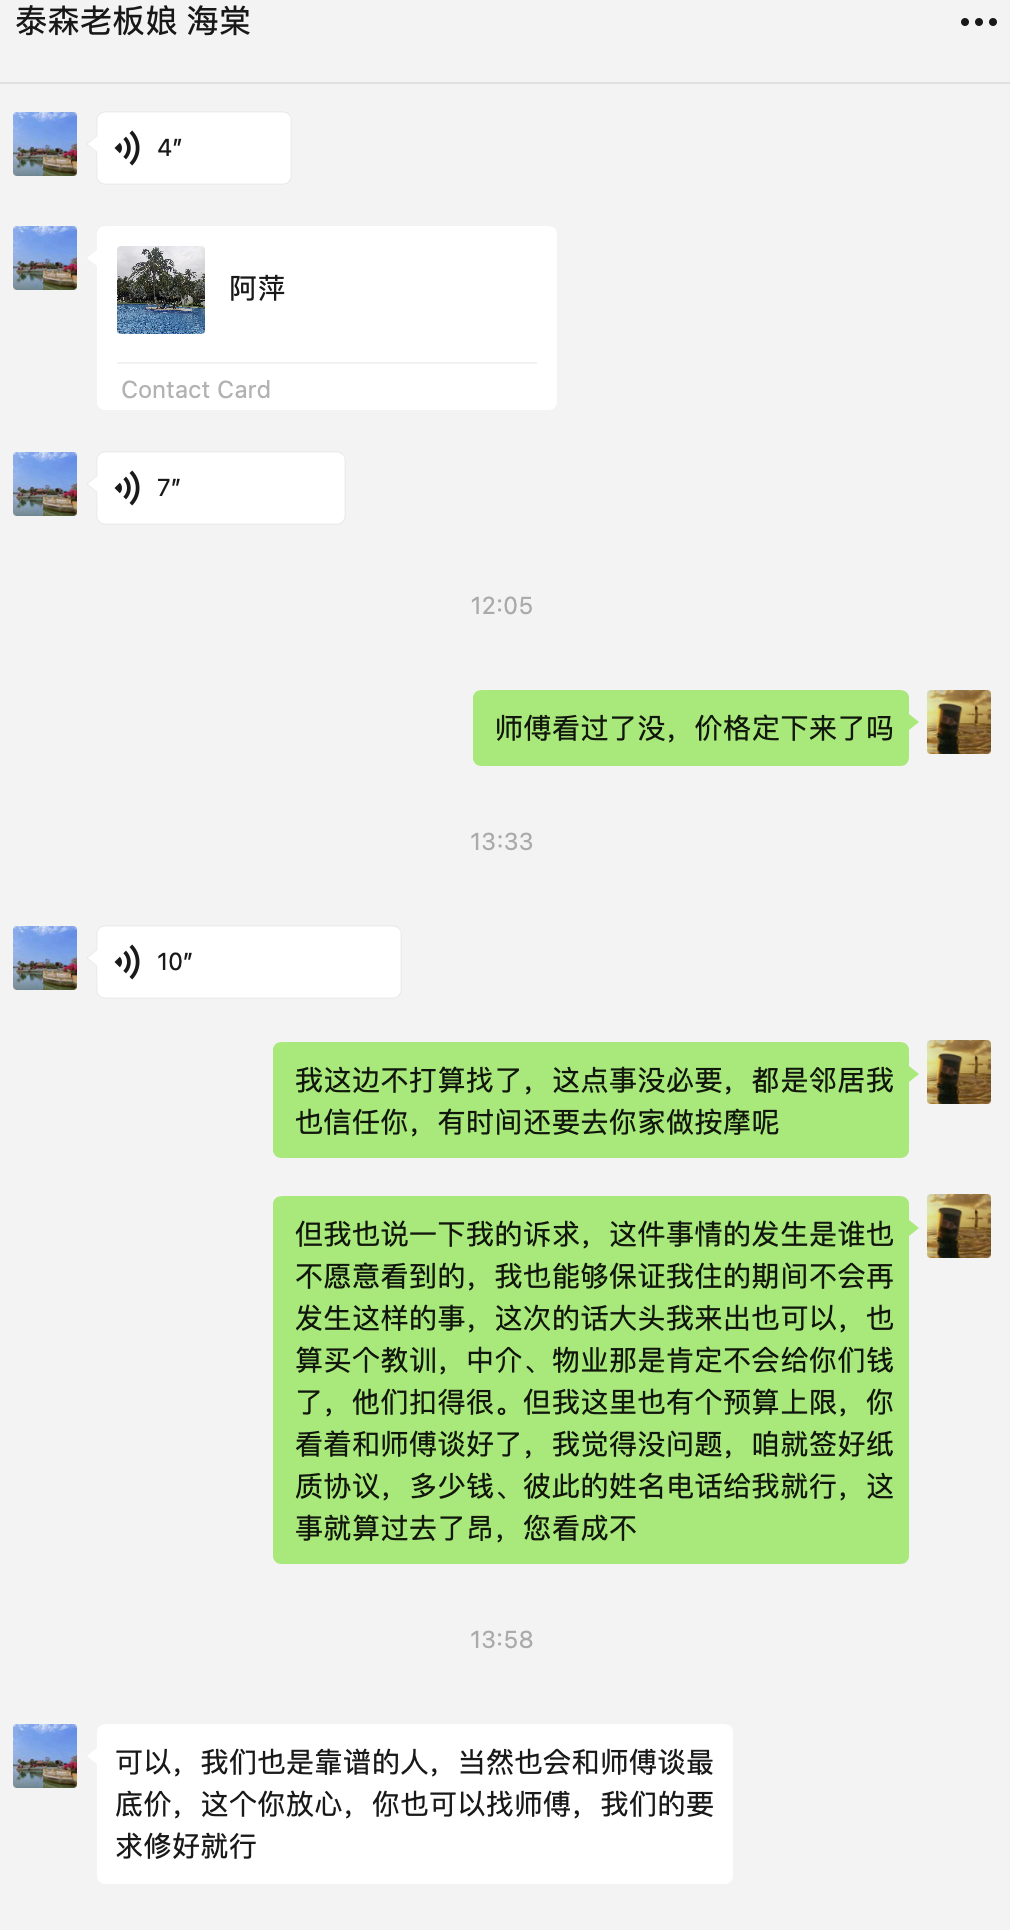 泰森老板娘 海棠
4″
阿萍
Contact Card
7″
12:05
师傅看过了没，价格定下来了吗
13:33
10″
我这边不打算找了，这点事没必要，都是邻居我
也信任你，有时间还要去你家做按摩呢
但我也说一下我的诉求，这件事情的发生是谁也
不愿意看到的，我也能够保证我住的期间不会再
发生这样的事，这次的话大头我来出也可以，也
算买个教训，中介、物业那是肯定不会给你们钱
了，他们扣得很。但我这里也有个预算上限，你
看着和师傅谈好了，我觉得没问题，咱就签好纸
质协议，多少钱、彼此的姓名电话给我就行，这
事就算过去了昂，您看成不
13:58
可以，我们也是靠谱的人，当然也会和师傅谈最
底价，这个你放心，你也可以找师傅，我们的要
求修好就行